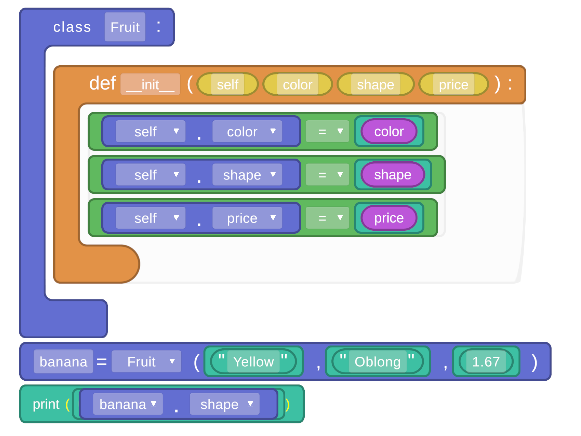 class Fruit :
def __init__ ( self color shape price ) :
self . color = color
self . shape = shape
self . price = price
banana = Fruit ( " Yellow " , " Oblong " , 1.67 )
print ( banana . shape )